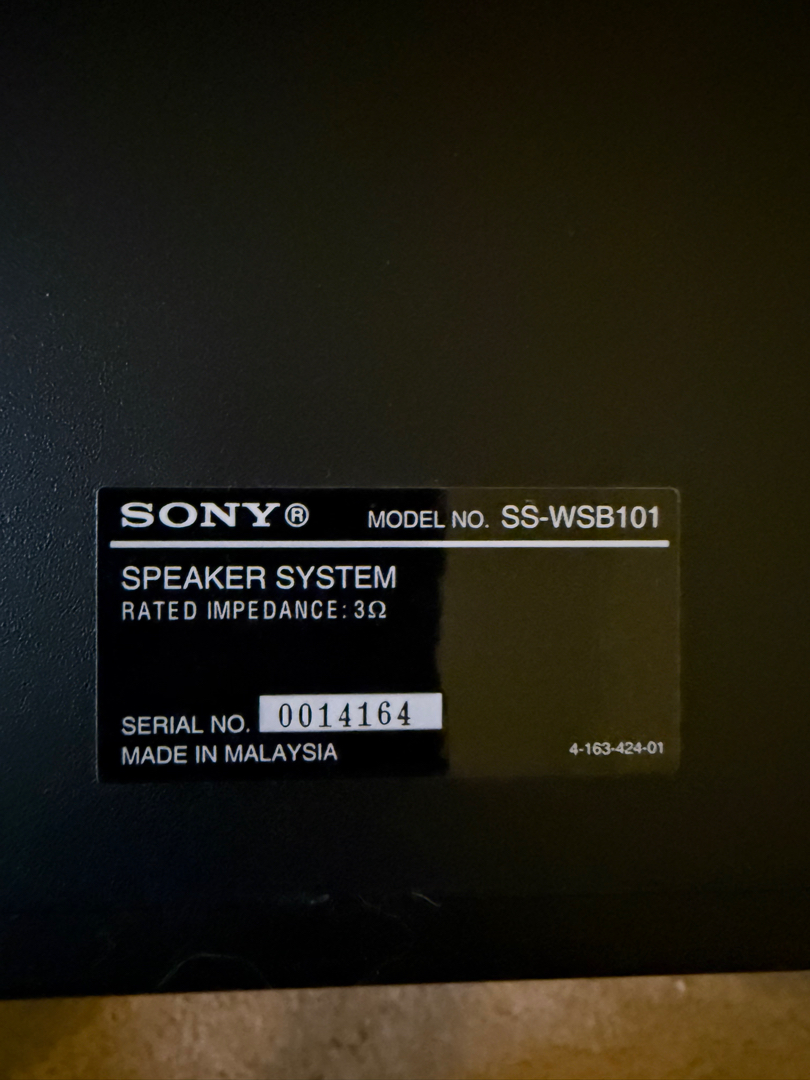 SONY® MODEL NO. SS-WSB101
SPEAKER SYSTEM
RATED IMPEDANCE: 3Ω
SERIAL NO. 0014164
MADE IN MALAYSIA 4-163-424-01